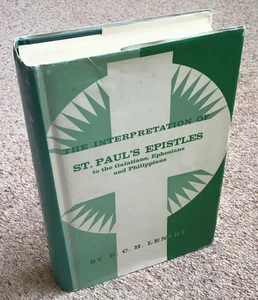 THE INTERPRETATION OF
ST. PAUL'S EPISTLES
to the Galatians, Ephesians
and Philippians
BY R. C. H. LENSKI